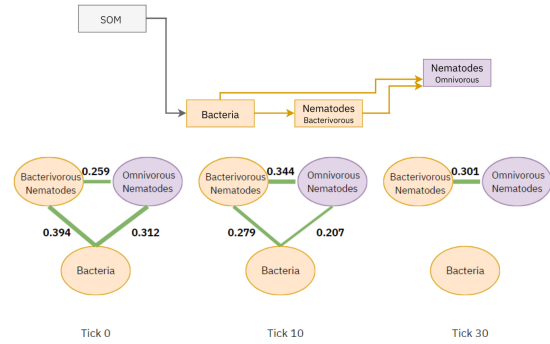 SOM
Nematodes
Omnivorous
Bacteria
Nematodes
Bacterivorous
0.259
Bacterivorous
Nematodes
Omnivorous
Nematodes
0.394
0.312
Bacteria
Tick 0
0.344
Bacterivorous
Nematodes
Omnivorous
Nematodes
0.279
0.207
Bacteria
Tick 10
0.301
Bacterivorous
Nematodes
Omnivorous
Nematodes
Bacteria
Tick 30